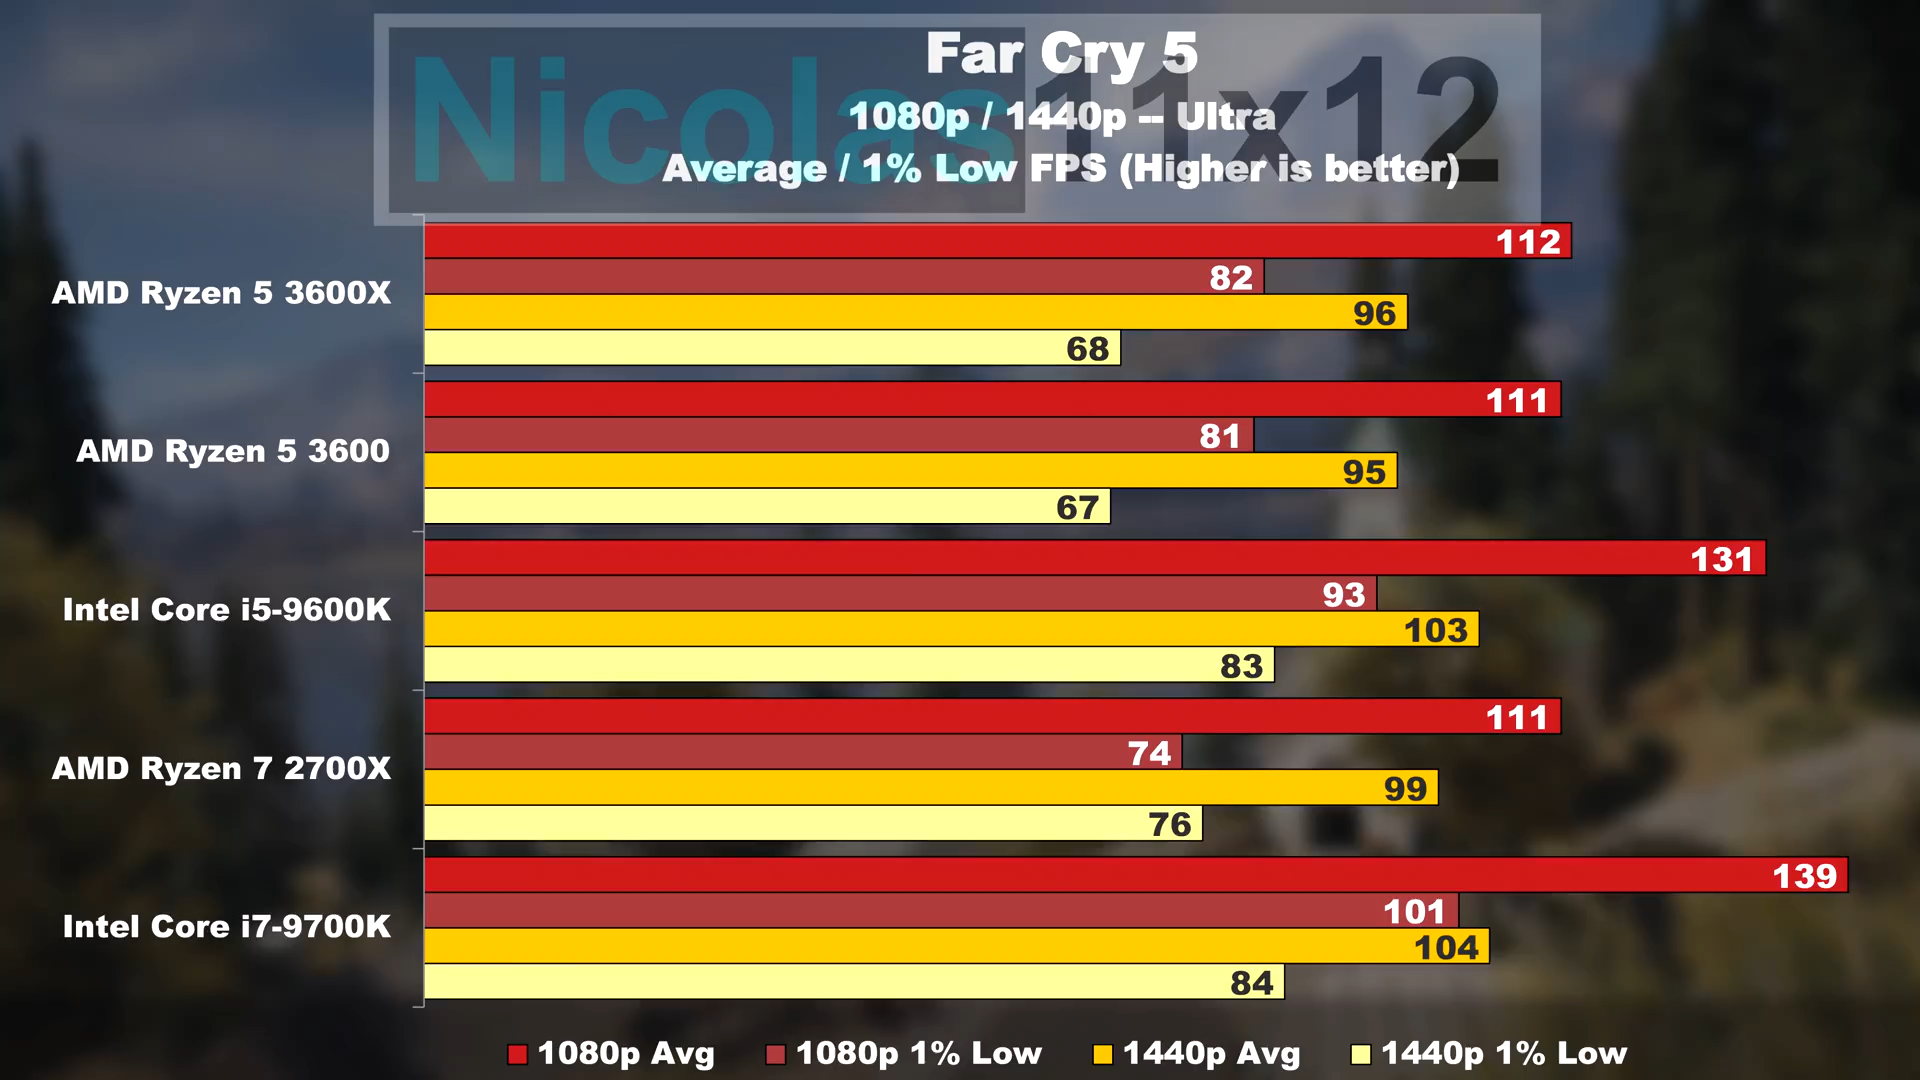 Nicolas11x12
Far Cry 5
1080p / 1440p -- Ultra
Average / 1% Low FPS (Higher is better)
AMD Ryzen 5 3600X
112
82
96
68
AMD Ryzen 5 3600
111
81
95
67
Intel Core i5-9600K
131
93
103
83
AMD Ryzen 7 2700X
111
74
99
76
Intel Core i7-9700K
139
101
104
84
1080p Avg 1080p 1% Low 1440p Avg 1440p 1% Low